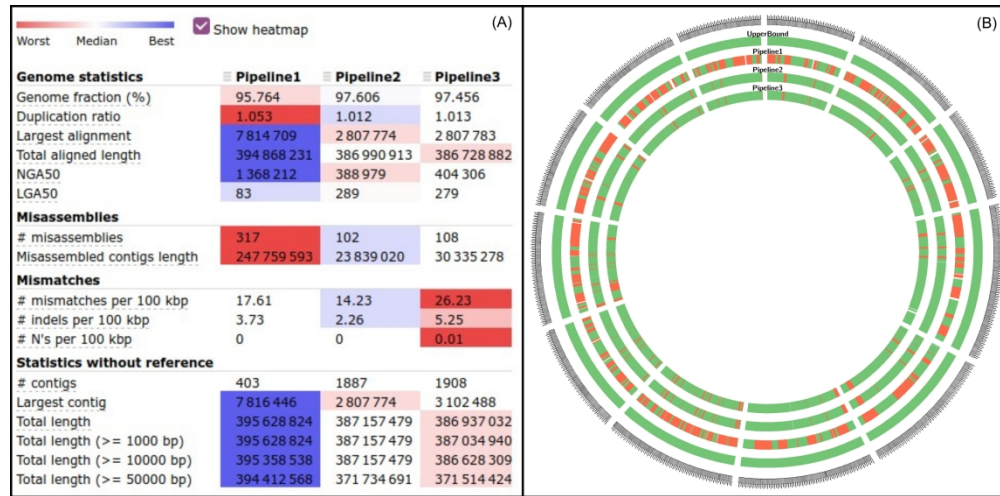 (A)
Worst Median Best
Show heatmap
Genome statistics Pipeline1 Pipeline2 Pipeline3
Genome fraction (%) 95.764 97.606 97.456
Duplication ratio 1.053 1.012 1.013
Largest alignment 7 814 709 2 807 774 2 807 783
Total aligned length 394 868 231 386 990 913 386 728 882
NGA50 1 368 212 388 979 404 306
LGA50 83 289 279
Misassemblies
# misassemblies 317 102 108
Misassembled contigs length 247 759 593 23 839 020 30 335 278
Mismatches
# mismatches per 100 kbp 17.61 14.23 26.23
# indels per 100 kbp 3.73 2.26 5.25
# N's per 100 kbp 0 0 0.01
Statistics without reference
# contigs 403 1887 1908
Largest contig 7 816 446 2 807 774 3 102 488
Total length 395 628 824 387 157 479 386 937 032
Total length (>= 1000 bp) 395 628 824 387 157 479 387 034 940
Total length (>= 10000 bp) 395 358 538 387 157 479 386 628 309
Total length (>= 50000 bp) 394 412 568 371 734 691 371 514 424
(B)
UpperBound
Pipeline1
Pipeline2
Pipeline3